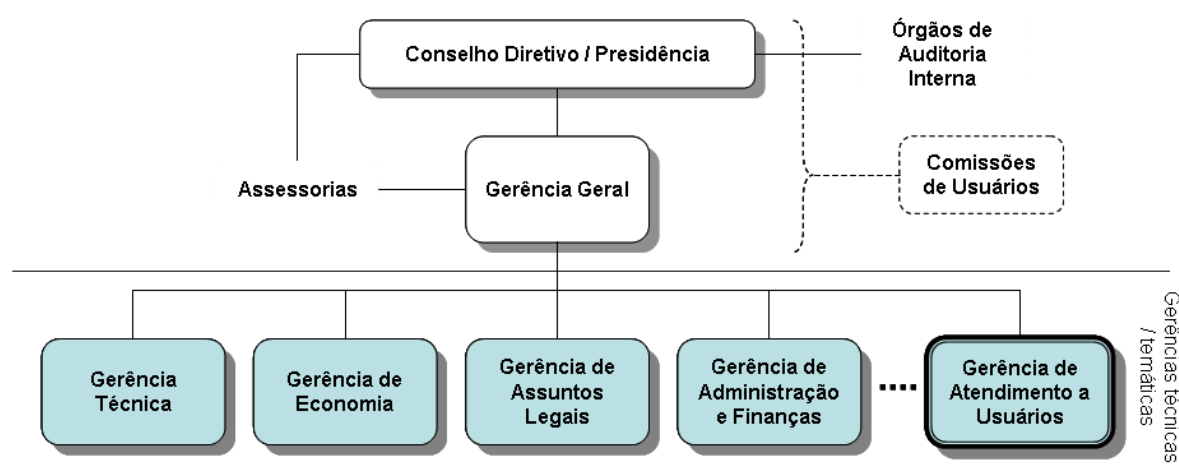 Conselho Diretivo / Presidência
Órgãos de
Auditoria
Interna
Assessorias
Gerência Geral
Comissões
de Usuários
Gerência
Técnica
Gerência de
Economia
Gerência de
Assuntos
Legais
Gerência de
Administração
e Finanças
Gerência de
Atendimento a
Usuários
Gerências técnicas
/ temáticas